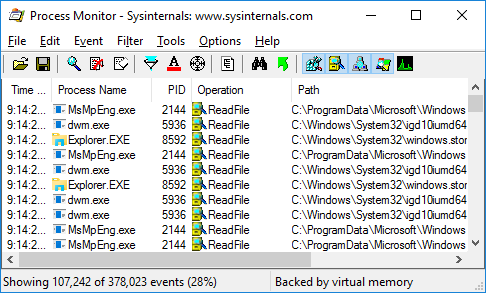 Process Monitor - Sysinternals: www.sysinternals.com
File Edit Event Filter Tools Options Help
Time ... Process Name PID Operation Path
9:14:2... MsMpEng.exe 2144 ReadFile C:\ProgramData\Microsoft\Windows
9:14:2... dwm.exe 5936 ReadFile C:\Windows\System32\igd10iumd64
9:14:2... Explorer.EXE 8592 ReadFile C:\Windows\System32\windows.stor
9:14:2... MsMpEng.exe 2144 ReadFile C:\ProgramData\Microsoft\Windows
9:14:2... dwm.exe 5936 ReadFile C:\Windows\System32\igd10iumd64
9:14:2... Explorer.EXE 8592 ReadFile C:\Windows\System32\windows.stor
9:14:2... dwm.exe 5936 ReadFile C:\Windows\System32\igd10iumd64
9:14:2... dwm.exe 5936 ReadFile C:\Windows\System32\igd10iumd64
9:14:2... dwm.exe 5936 ReadFile C:\Windows\System32\igd10iumd64
9:14:2... MsMpEng.exe 2144 ReadFile C:\ProgramData\Microsoft\Windows
Showing 107,242 of 378,023 events (28%) Backed by virtual memory